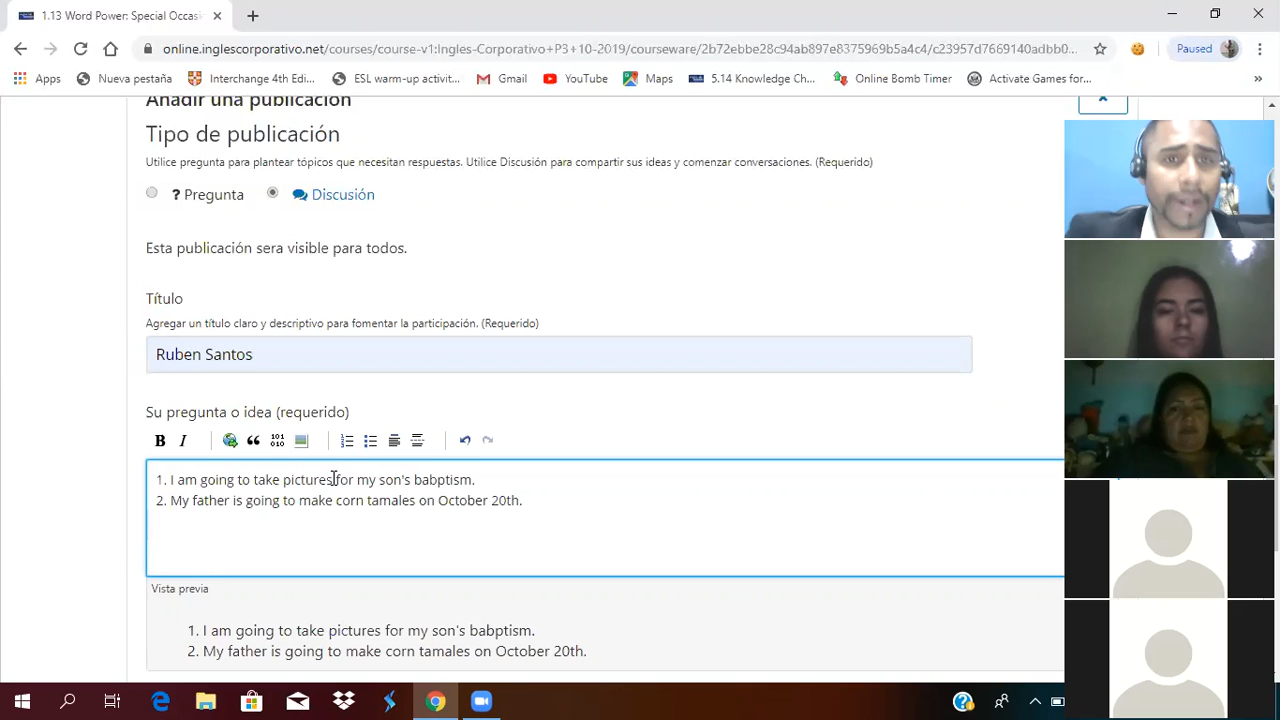 1.13 Word Power: Special Occas
online.inglescorporativo.net/courses/course-v1:Ingles-Corporativo+P3+10-2019/courseware/2b72ebbe28c94ab897e8375969b5a4c4/c23957d7669140adbb0...
Paused
Apps Nueva pestaña Interchange 4th Edi... ESL warm-up activit... Gmail YouTube Maps 5.14 Knowledge Ch... Online Bomb Timer Activate Games for... »
Añadir una publicación
Tipo de publicación
Utilice pregunta para plantear tópicos que necesitan respuestas. Utilice Discusión para compartir sus ideas y comenzar conversaciones. (Requerido)
? Pregunta Discusión
Esta publicación sera visible para todos.
Título
Agregar un título claro y descriptivo para fomentar la participación. (Requerido)
Ruben Santos
Su pregunta o idea (requerido)
B I 101 010
1. I am going to take pictures for my son's babptism.
2. My father is going to make corn tamales on October 20th.
Vista previa
1. I am going to take pictures for my son's babptism.
2. My father is going to make corn tamales on October 20th.